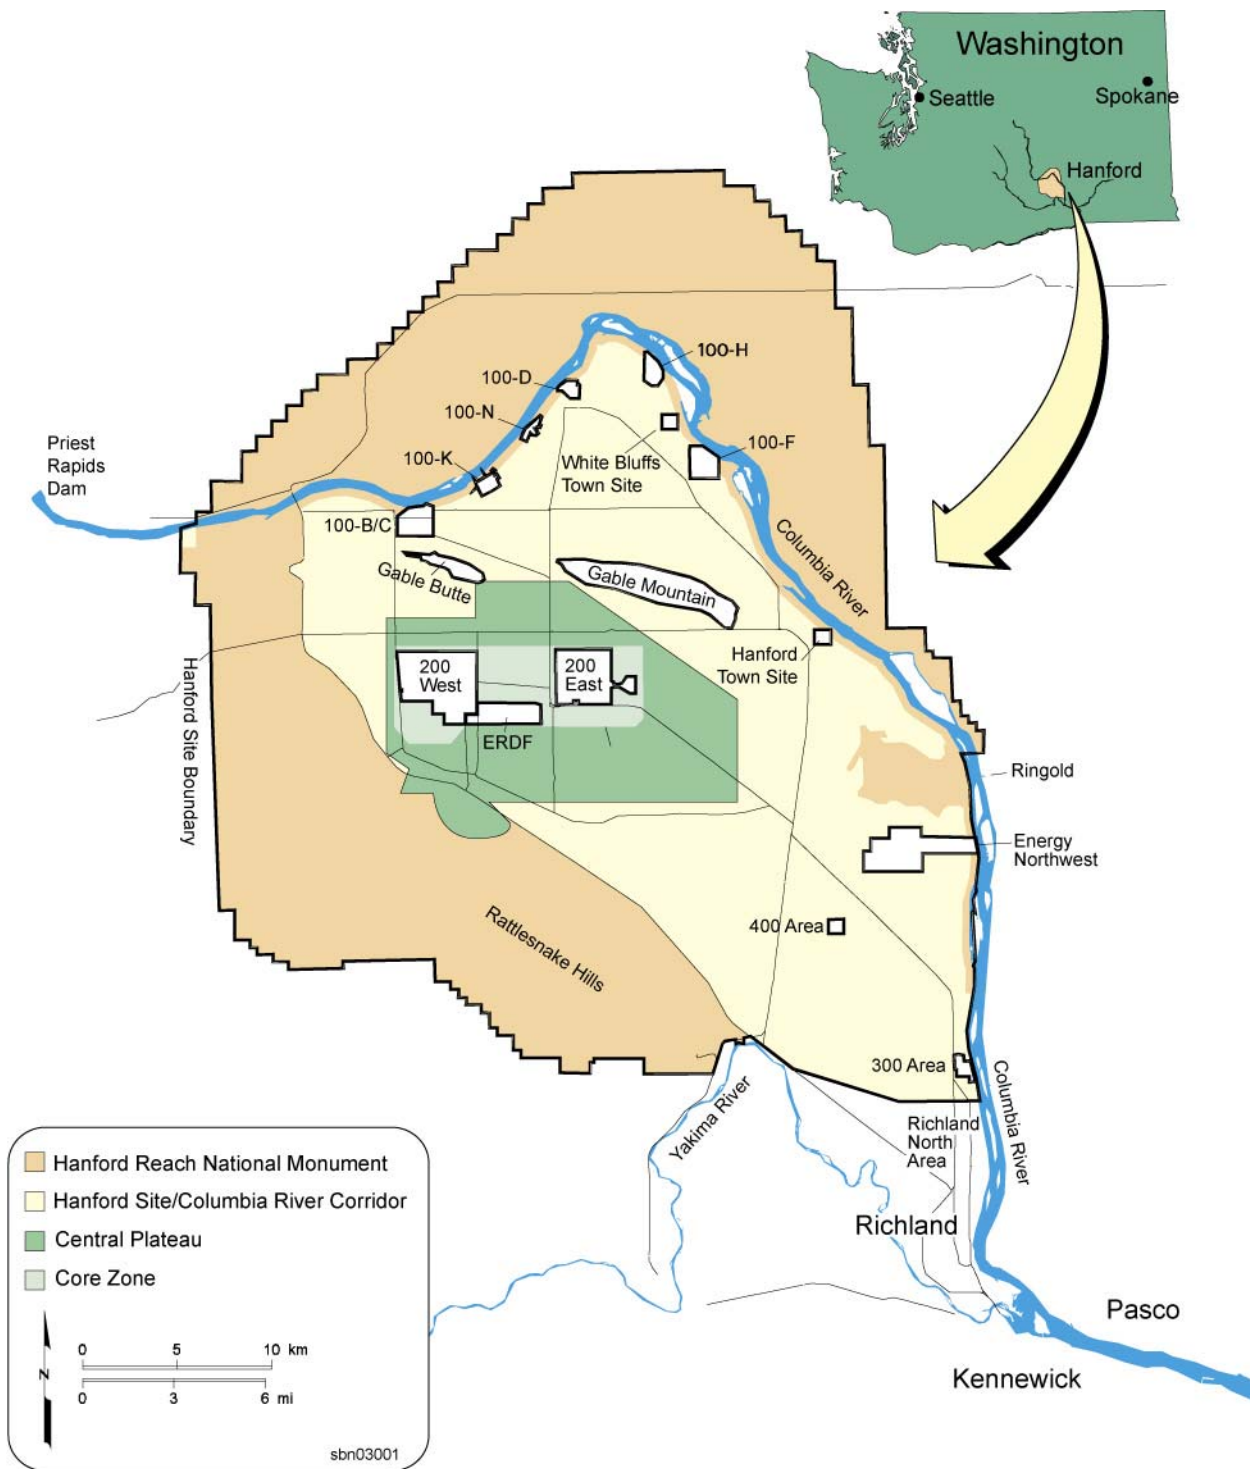 Washington
Seattle
Spokane
Hanford
100-H
100-D
100-N
100-F
Priest
Rapids
Dam
100-K
White Bluffs
Town Site
100-B/C
Columbia River
Gable Butte
Gable Mountain
Hanford
Town Site
200
West
200
East
Hanford Site Boundary
ERDF
Ringold
Energy
Northwest
400 Area
Rattlesnake Hills
300 Area
Columbia River
Yakima River
Richland
North
Area
Richland
Pasco
Kennewick
Hanford Reach National Monument
Hanford Site/Columbia River Corridor
Central Plateau
Core Zone
N
0 5 10 km
0 3 6 mi
sbn03001